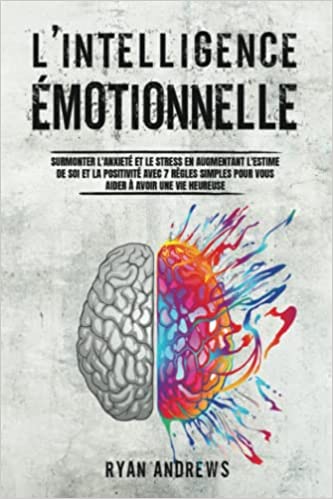 L'INTELLIGENCE
ÉMOTIONNELLE
SURMONTER L'ANXIETÉ ET LE STRESS EN AUGMENTANT L'ESTIME
DE SOI ET LA POSITIVITÉ AVEC 7 RÈGLES SIMPLES POUR VOUS
AIDER À AVOIR UNE VIE HEUREUSE
RYAN ANDREWS